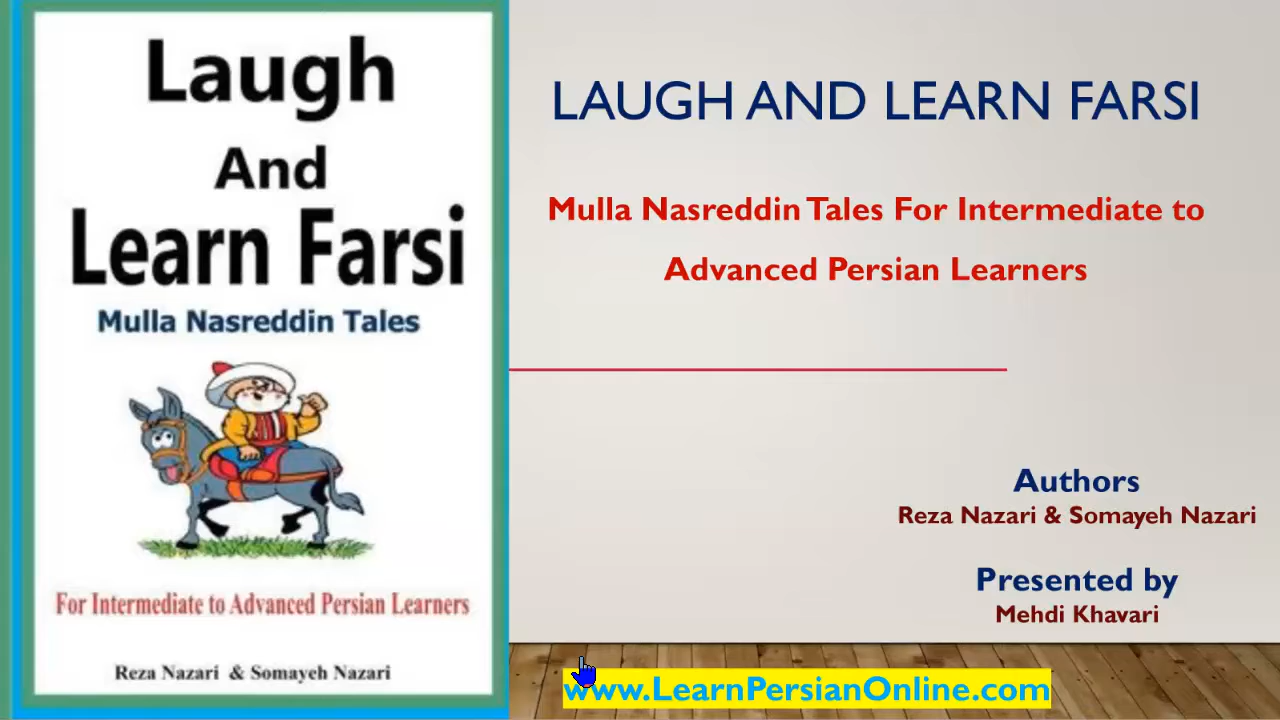 Laugh
And
Learn Farsi
Mulla Nasreddin Tales
For Intermediate to Advanced Persian Learners
Reza Nazari & Somayeh Nazari
LAUGH AND LEARN FARSI
Mulla Nasreddin Tales For Intermediate to
Advanced Persian Learners
Authors
Reza Nazari & Somayeh Nazari
Presented by
Mehdi Khavari
www.LearnPersianOnline.com